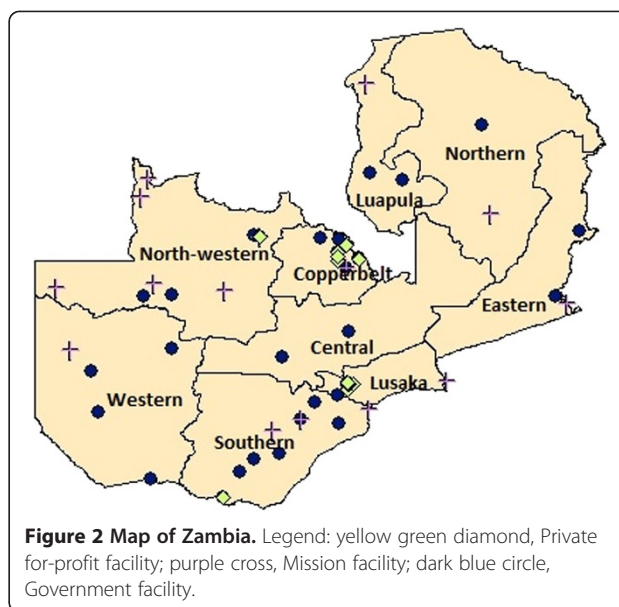 Northern
Luapula
North-western
Copperbelt
Eastern
Central
Lusaka
Western
Southern
Figure 2 Map of Zambia. Legend: yellow green diamond, Private
for-profit facility; purple cross, Mission facility; dark blue circle,
Government facility.